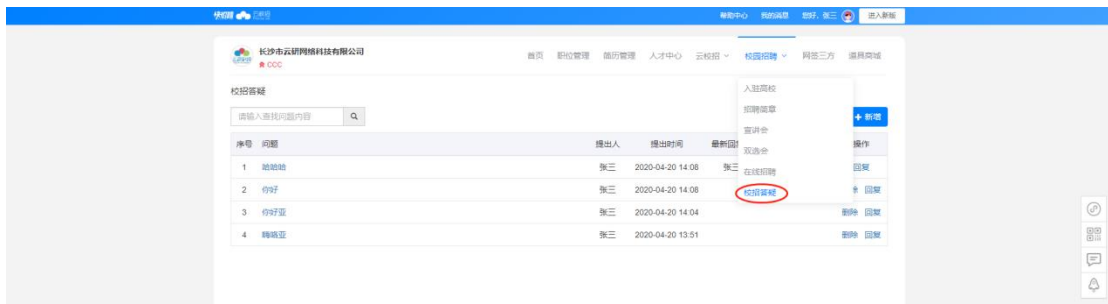 帮助中心 我的消息 您好, 张三 进入新版
长沙市云研网络科技有限公司
CCC
首页 职位管理 简历管理 人才中心 云校招 校园招聘 网签三方 道具商城
校招答疑
请输入查找问题内容
+ 新增
入驻高校
招聘简章
宣讲会
双选会
在线招聘
校招答疑
序号 问题 提出人 提出时间 最新回 操作
1 哈哈哈 张三 2020-04-20 14:08 张三 回复
2 你好 张三 2020-04-20 14:08 回复
3 你好亚 张三 2020-04-20 14:04 删除 回复
4 嗨嗨亚 张三 2020-04-20 13:51 删除 回复